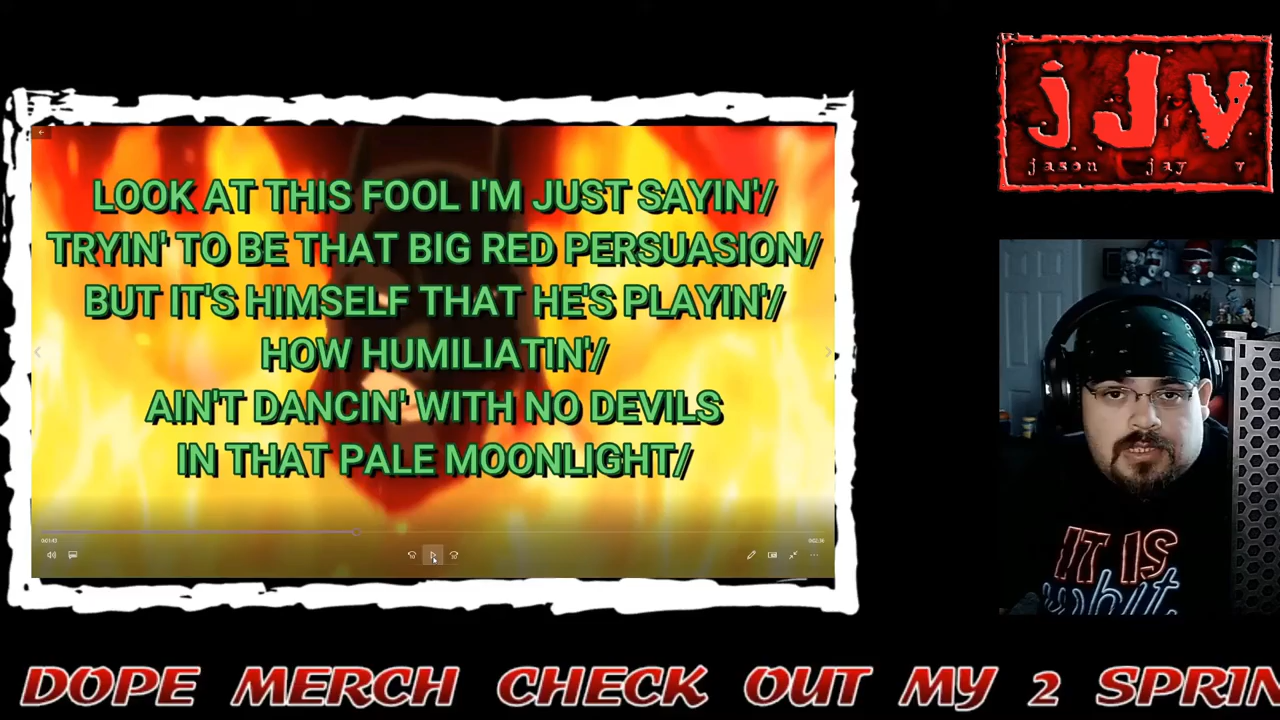 LOOK AT THIS FOOL I'M JUST SAYIN'/
TRYIN' TO BE THAT BIG RED PERSUASION/
BUT IT'S HIMSELF THAT HE'S PLAYIN'/
HOW HUMILIATIN'/
AIN'T DANCIN' WITH NO DEVILS
IN THAT PALE MOONLIGHT/
jJv
jason jay v
IT IS
what
DOPE MERCH CHECK OUT MY 2 SPRIN